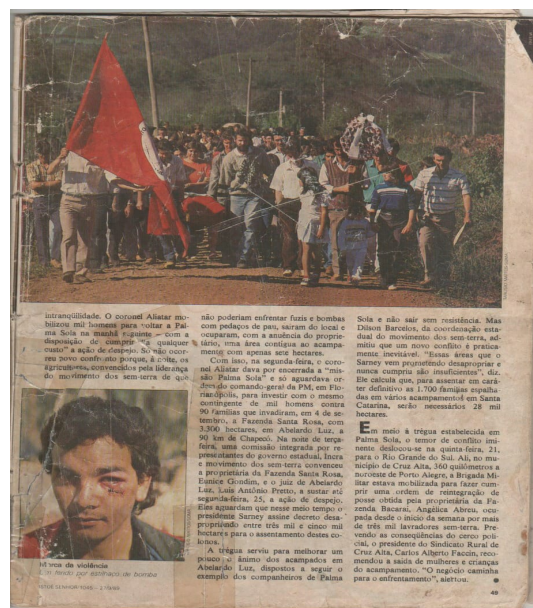 intranqüilidade. O coronel Aliatar mo-
bilizou mil homens para voltar a Pal-
ma Sola na manhã seguinte — com a
disposição de cumprir "a qualquer
custo" a ação de despejo. Só não ocor-
reu novo confronto porque, à noite, os
agricultores, convencidos pela liderança
do movimento dos sem-terra de que
Marca da violência
ferido por estilhaço de bomba
não poderiam enfrentar fuzis e bombas
com pedaços de pau, saíram do local e
ocuparam, com a anuência do proprie-
tário, uma área contígua ao acampa-
mento com apenas sete hectares.
Com isso, na segunda-feira, o coro-
nel Aliatar dava por encerrada a "mis-
são Palma Sola" e só aguardava or-
dens do comando-geral da PM, em Flo-
rianópolis, para investir com o mesmo
contingente de mil homens contra
90 famílias que invadiram, em 4 de se-
tembro, a Fazenda Santa Rosa, com
3.300 hectares, em Abelardo Luz, a
90 km de Chapecó. Na noite de terça-
feira, uma comissão integrada por re-
presentantes do governo estadual, Incra
e movimento dos sem-terra convenceu
a proprietária da Fazenda Santa Rosa,
Eunice Gondim, e o juiz de Abelardo
Luz, Luís Antônio Pretto, a sustar até
segunda-feira, 25, a ação de despejo.
Eles aguardam que nesse meio tempo o
presidente Sarney assine decreto desa-
propriando entre três mil e cinco mil
hectares para o assentamento destes co-
lonos.
A trégua serviu para melhorar um
pouco o ânimo dos acampados em
Abelardo Luz, dispostos a seguir o
exemplo dos companheiros de Palma
Sola e não sair sem resistência. Mas
Dilson Barcelos, da coordenação esta-
dual do movimento dos sem-terra, ad-
mitiu que um novo conflito é pratica-
mente inevitável. "Essas áreas que o
Sarney vem prometendo desapropriar e
nunca cumpriu são insuficientes", diz.
Ele calcula que, para assentar em cará-
ter definitivo as 1.700 famílias espalha-
das em vários acampamentos em Santa
Catarina, serão necessários 28 mil
hectares.
Em meio à trégua estabelecida em
Palma Sola, o temor de conflito imi-
nente deslocou-se na quinta-feira, 21,
para o Rio Grande do Sul. Ali, no mu-
nicípio de Cruz Alta, 360 quilômetros a
noroeste de Porto Alegre, a Brigada Mi-
litar estava mobilizada para fazer cum-
prir uma ordem de reintegração de
posse obtida pela proprietária da Fa-
zenda Bacaraí, Angélica Abreu, ocu-
pada desde o início da semana por mais
de três mil lavradores sem-terra. Pre-
vendo as conseqüências do cerco poli-
cial, o presidente do Sindicato Rural de
Cruz Alta, Carlos Alberto Faccin, reco-
mendou a saída de mulheres e crianças
do acampamento. "O negócio caminha
para o enfrentamento", alertou.
49